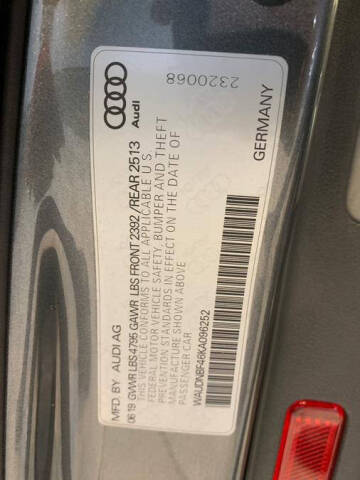 Audi
2320068
MFD. BY AUDI AG
06 19 GVWR LBS 4795 GAWR LBS FRONT 2392 / REAR 2513
THIS VEHICLE CONFORMS TO ALL APPLICABLE U S
FEDERAL MOTOR VEHICLE SAFETY, BUMPER AND THEFT
PREVENTION STANDARDS IN EFFECT ON THE DATE OF
MANUFACTURE SHOWN ABOVE
PASSENGER CAR
WAUDNBF46KA096252
GERMANY